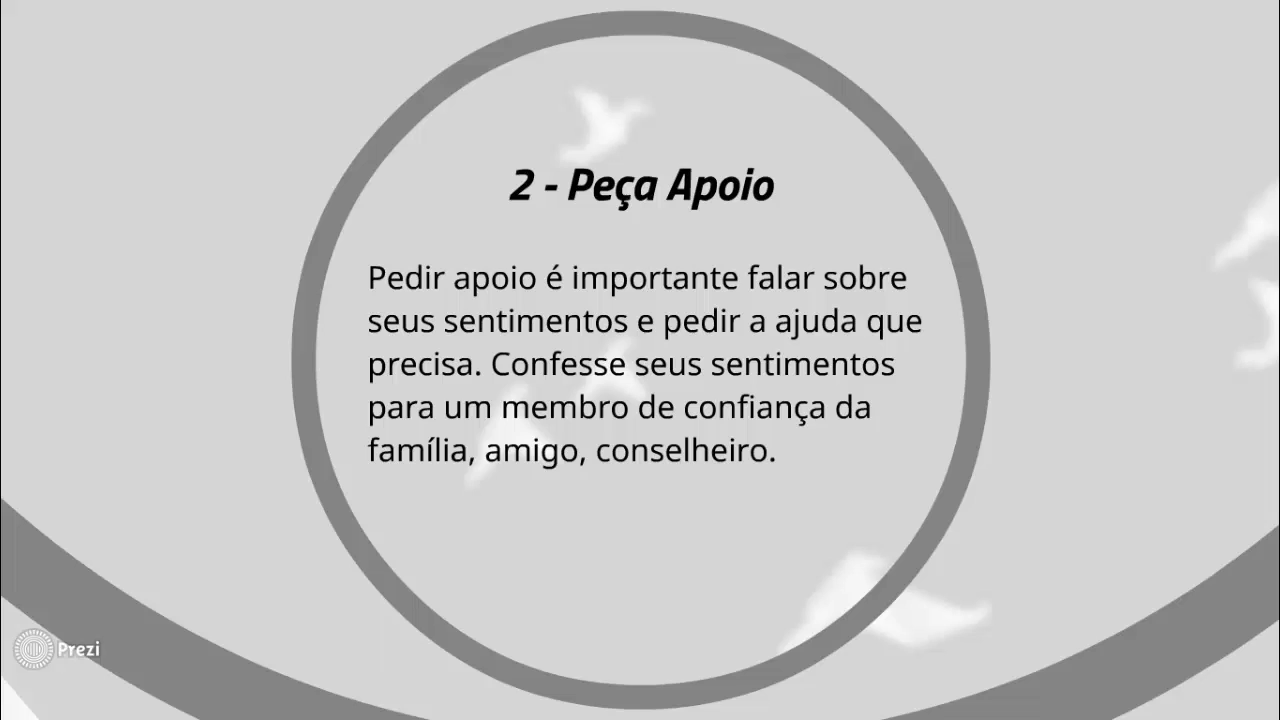 2 - Peça Apoio
Pedir apoio é importante falar sobre
seus sentimentos e pedir a ajuda que
precisa. Confesse seus sentimentos
para um membro de confiança da
família, amigo, conselheiro.
Prezi